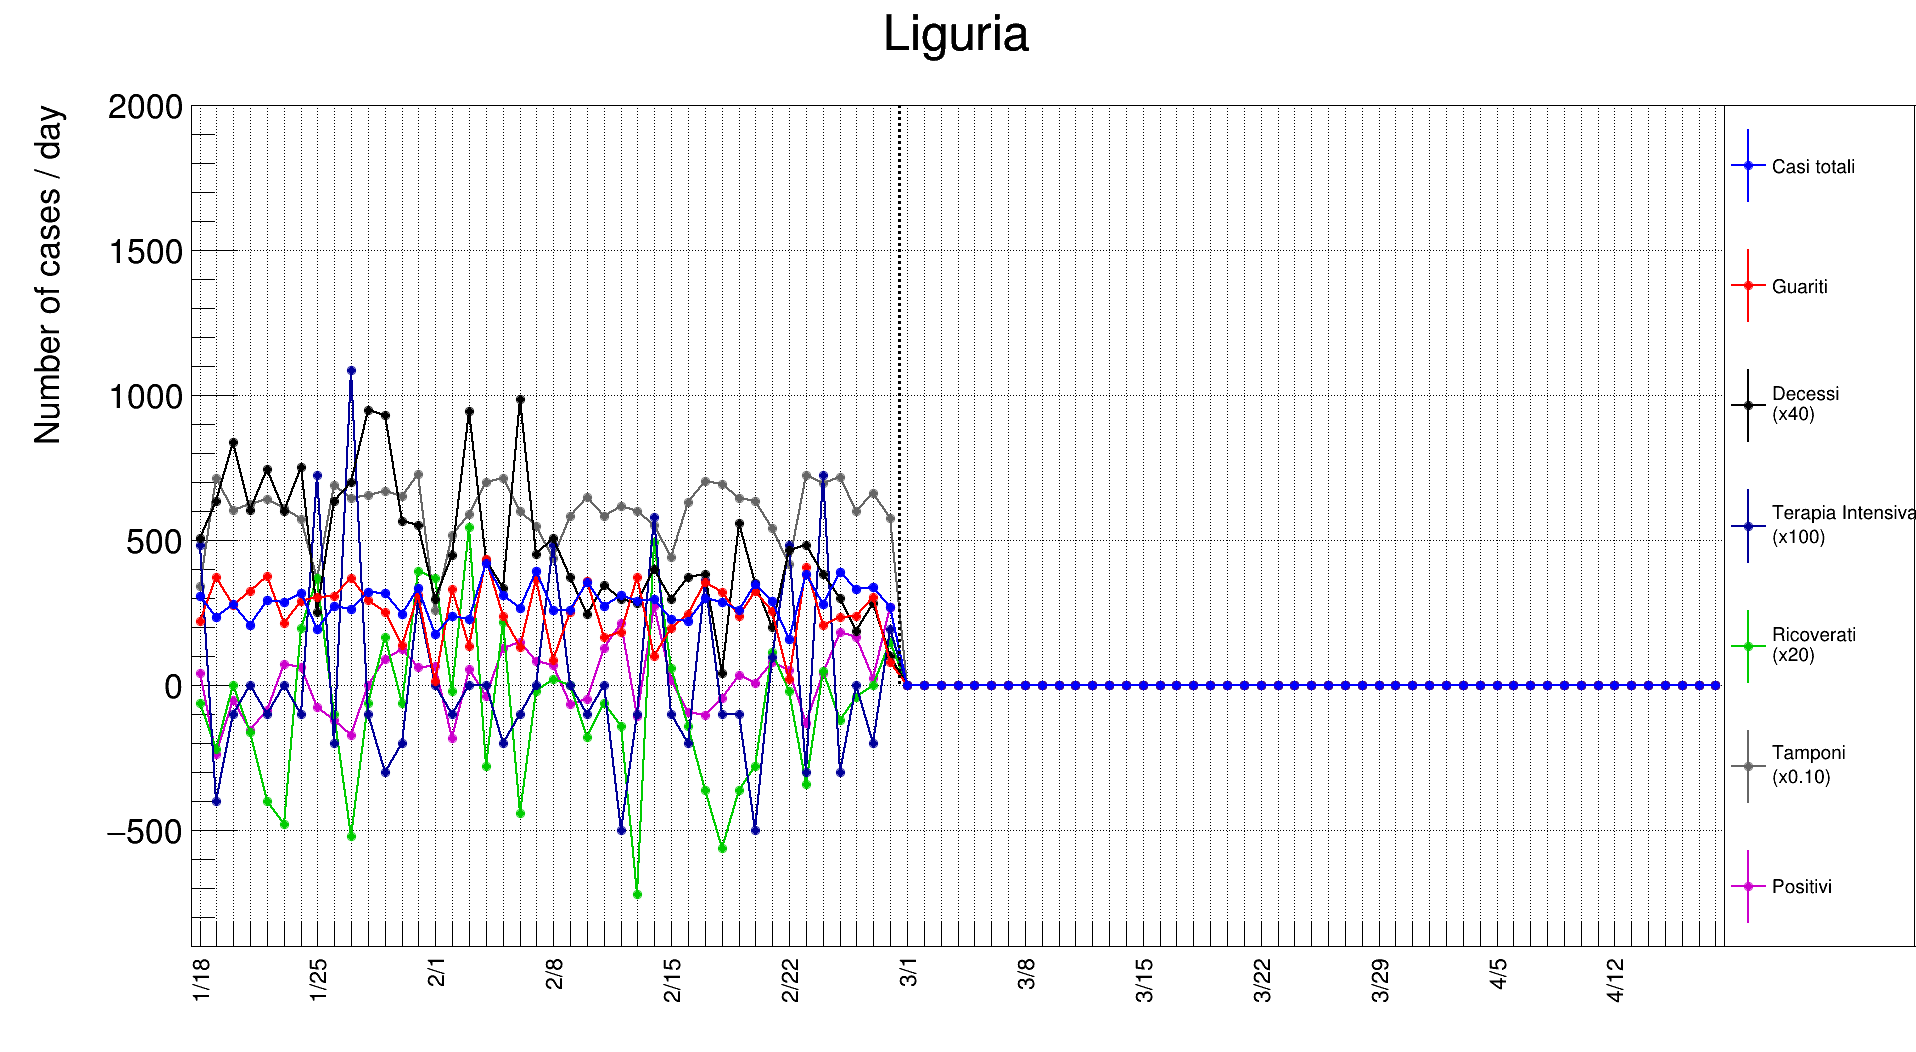 Liguria
Number of cases / day
2000
1500
1000
500
0
−500
1/18
1/25
2/1
2/8
2/15
2/22
3/1
3/8
3/15
3/22
3/29
4/5
4/12
Casi totali
Guariti
Decessi
(x40)
Terapia Intensiva
(x100)
Ricoverati
(x20)
Tamponi
(x0.10)
Positivi